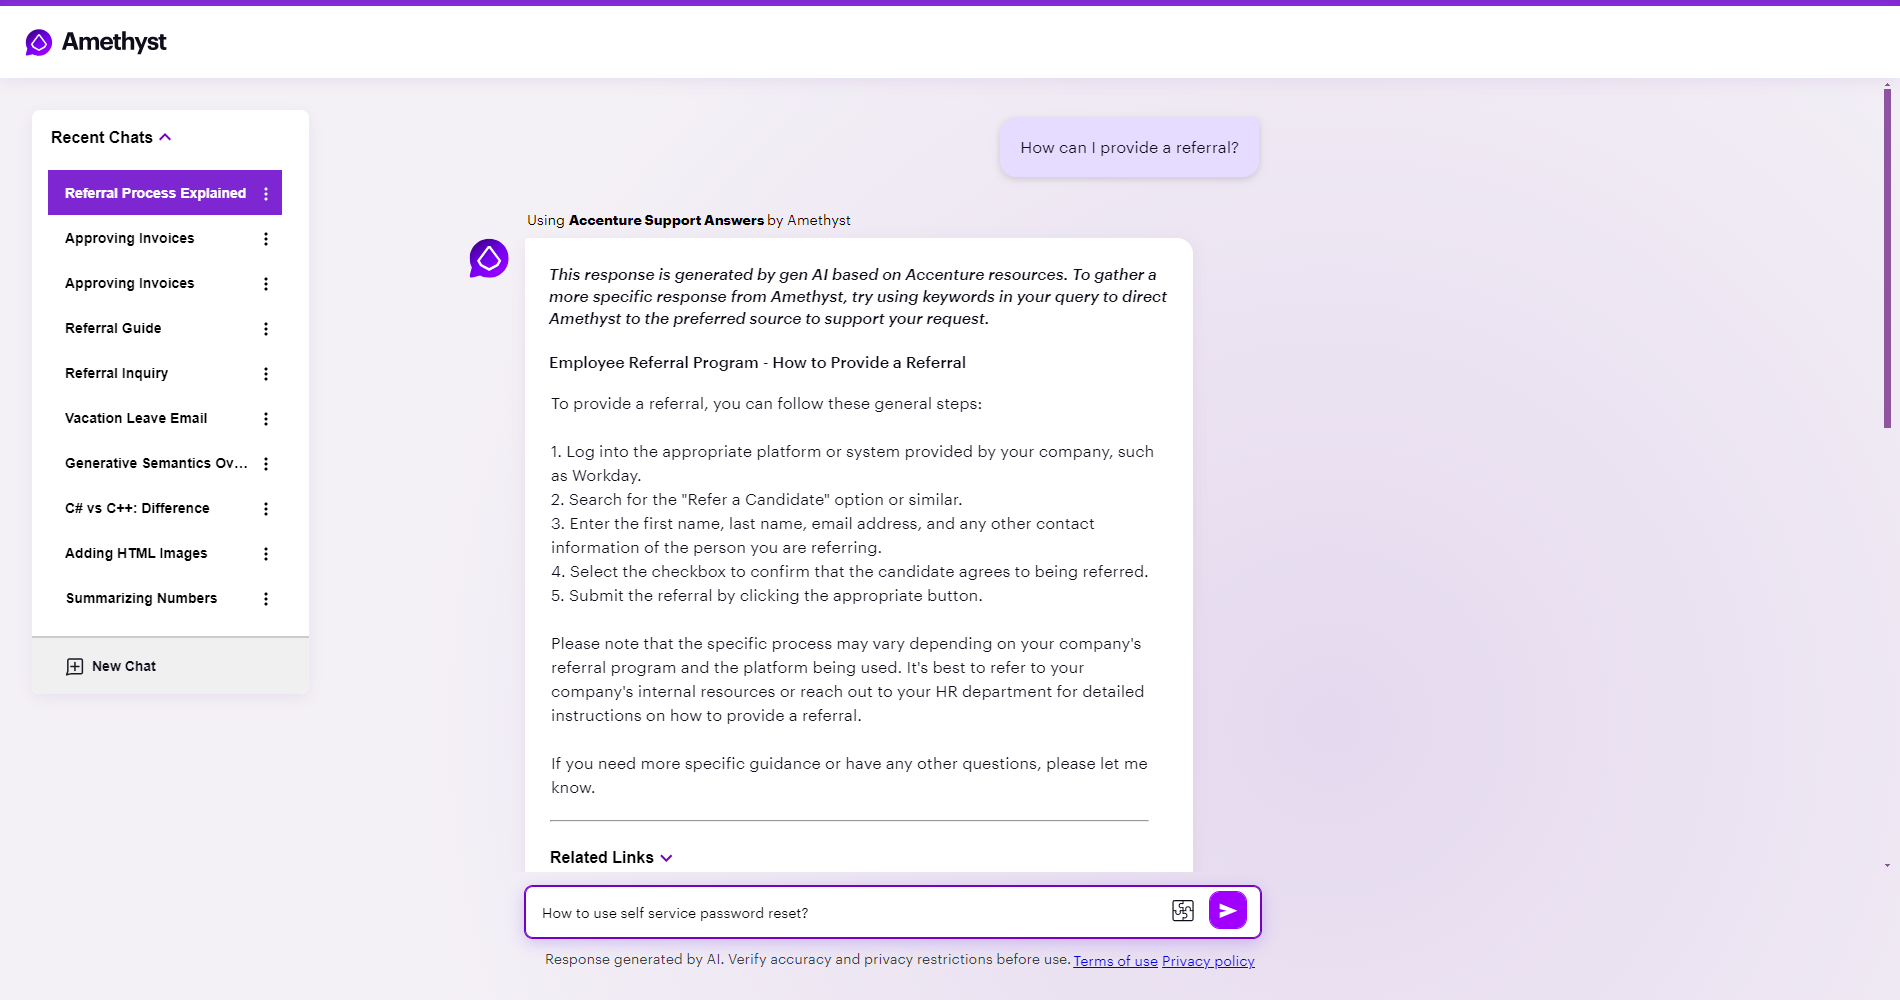 Amethyst
Recent Chats
Referral Process Explained
Approving Invoices
Approving Invoices
Referral Guide
Referral Inquiry
Vacation Leave Email
Generative Semantics Ov...
C# vs C++: Difference
Adding HTML Images
Summarizing Numbers
New Chat
How can I provide a referral?
Using Accenture Support Answers by Amethyst
This response is generated by gen AI based on Accenture resources. To gather a
more specific response from Amethyst, try using keywords in your query to direct
Amethyst to the preferred source to support your request.
Employee Referral Program - How to Provide a Referral
To provide a referral, you can follow these general steps:
1. Log into the appropriate platform or system provided by your company, such
as Workday.
2. Search for the "Refer a Candidate" option or similar.
3. Enter the first name, last name, email address, and any other contact
information of the person you are referring.
4. Select the checkbox to confirm that the candidate agrees to being referred.
5. Submit the referral by clicking the appropriate button.
Please note that the specific process may vary depending on your company's
referral program and the platform being used. It's best to refer to your
company's internal resources or reach out to your HR department for detailed
instructions on how to provide a referral.
If you need more specific guidance or have any other questions, please let me
know.
Related Links
How to use self service password reset?
Response generated by AI. Verify accuracy and privacy restrictions before use. Terms of use Privacy policy